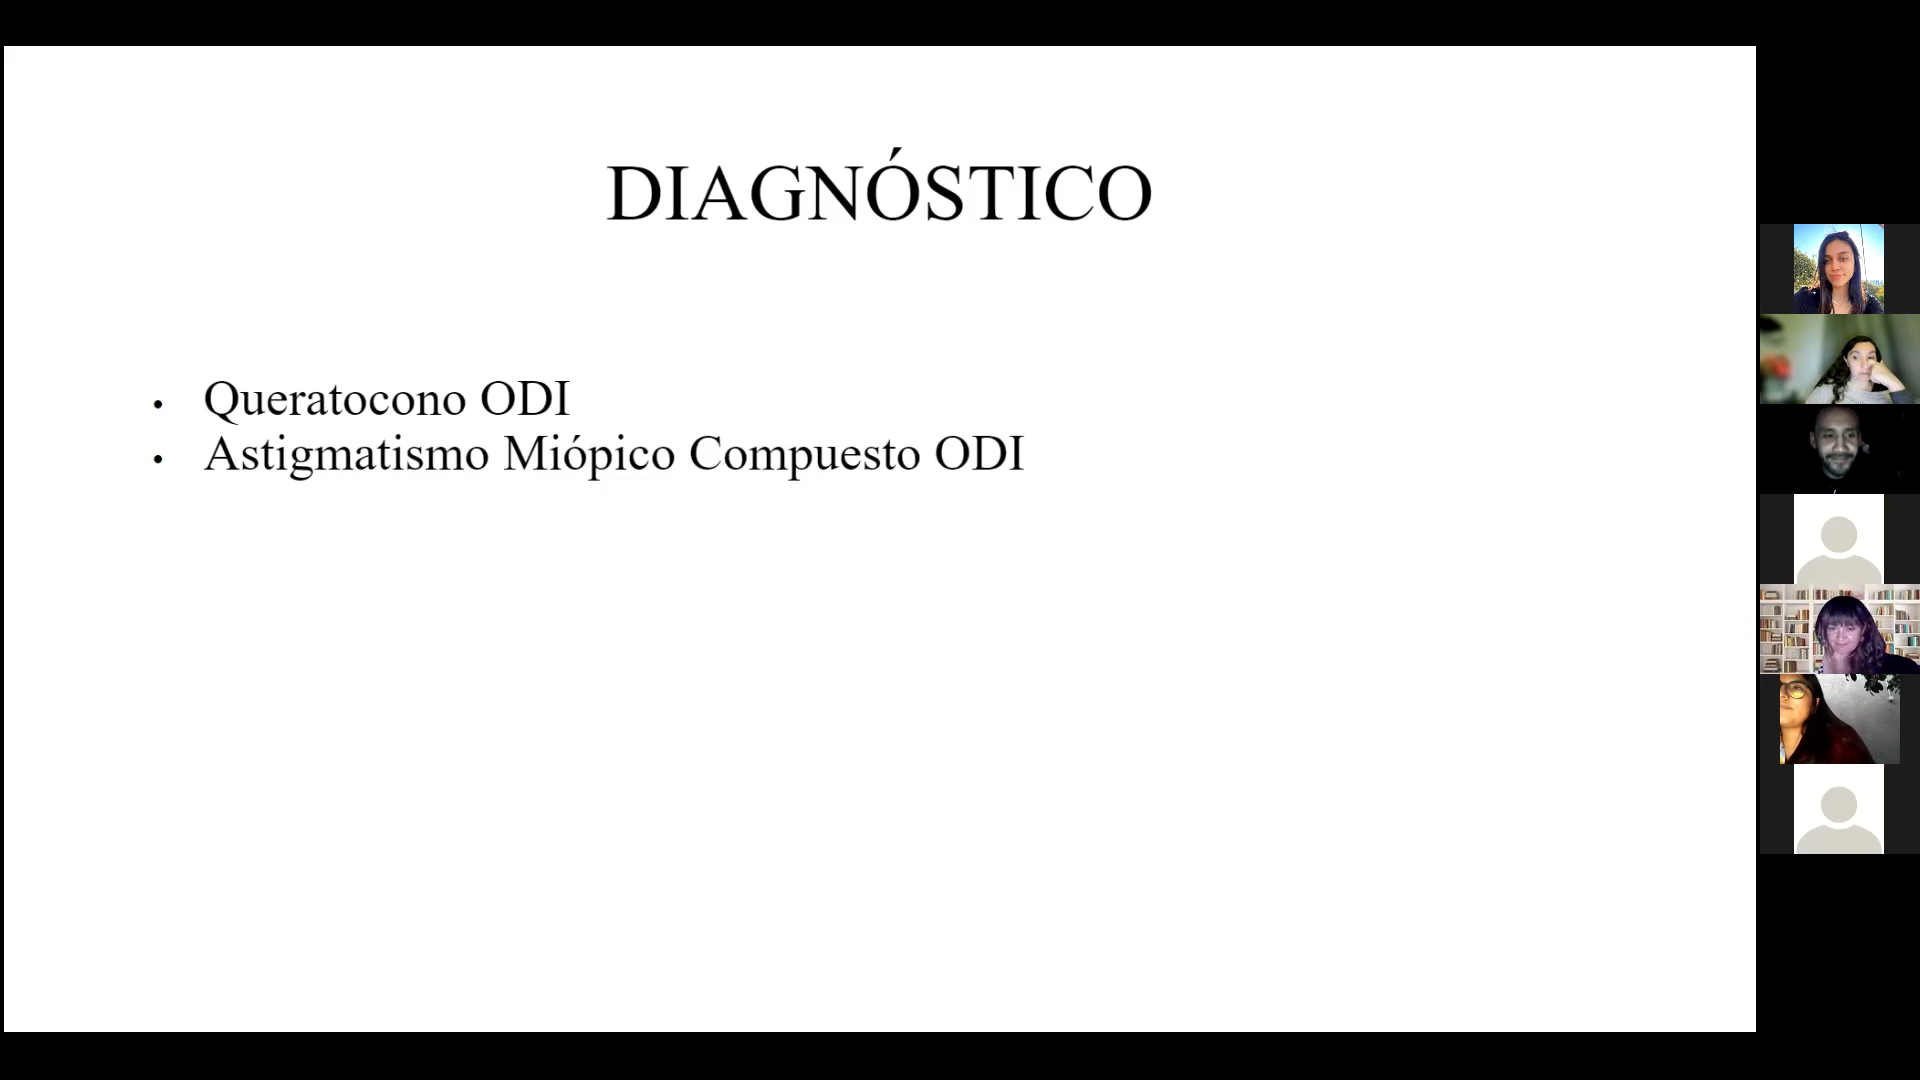 DIAGNÓSTICO
• Queratocono ODI
• Astigmatismo Miópico Compuesto ODI